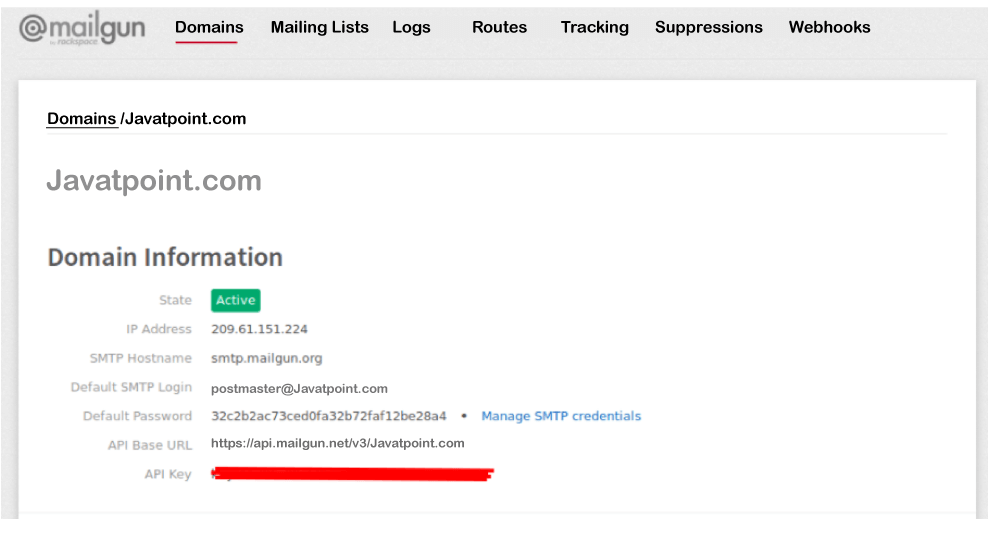 @mailgun
by rackspace
Domains Mailing Lists Logs Routes Tracking Suppressions Webhooks
Domains /Javatpoint.com
Javatpoint.com
Domain Information
State Active
IP Address 209.61.151.224
SMTP Hostname smtp.mailgun.org
Default SMTP Login postmaster@Javatpoint.com
Default Password 32c2b2ac73ced0fa32b72faf12be28a4 • Manage SMTP credentials
API Base URL https://api.mailgun.net/v3/Javatpoint.com
API Key